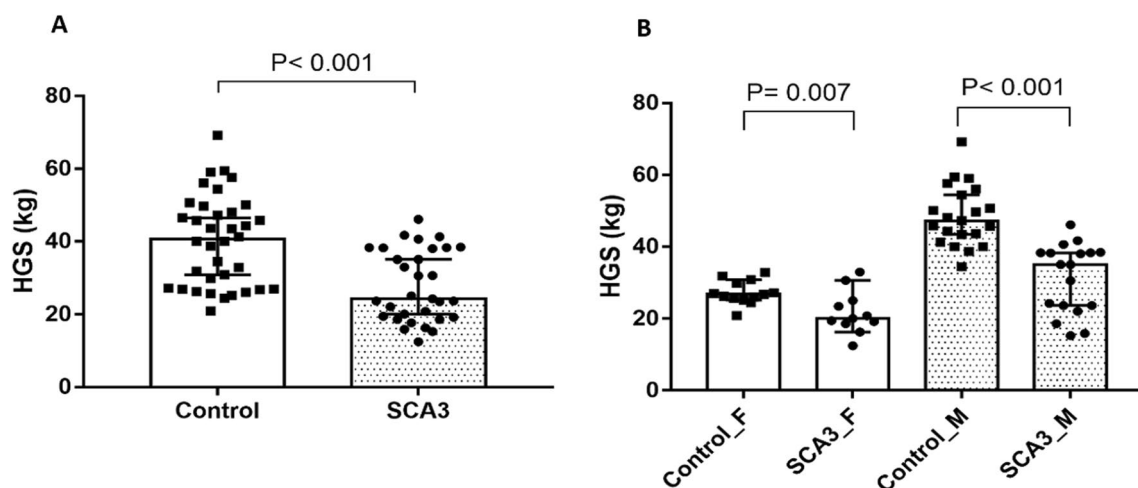 A
P< 0.001
80
60
40
20
0
HGS (kg)
Control
SCA3
B
P= 0.007
P< 0.001
80
60
40
20
0
HGS (kg)
Control_F
SCA3_F
Control_M
SCA3_M